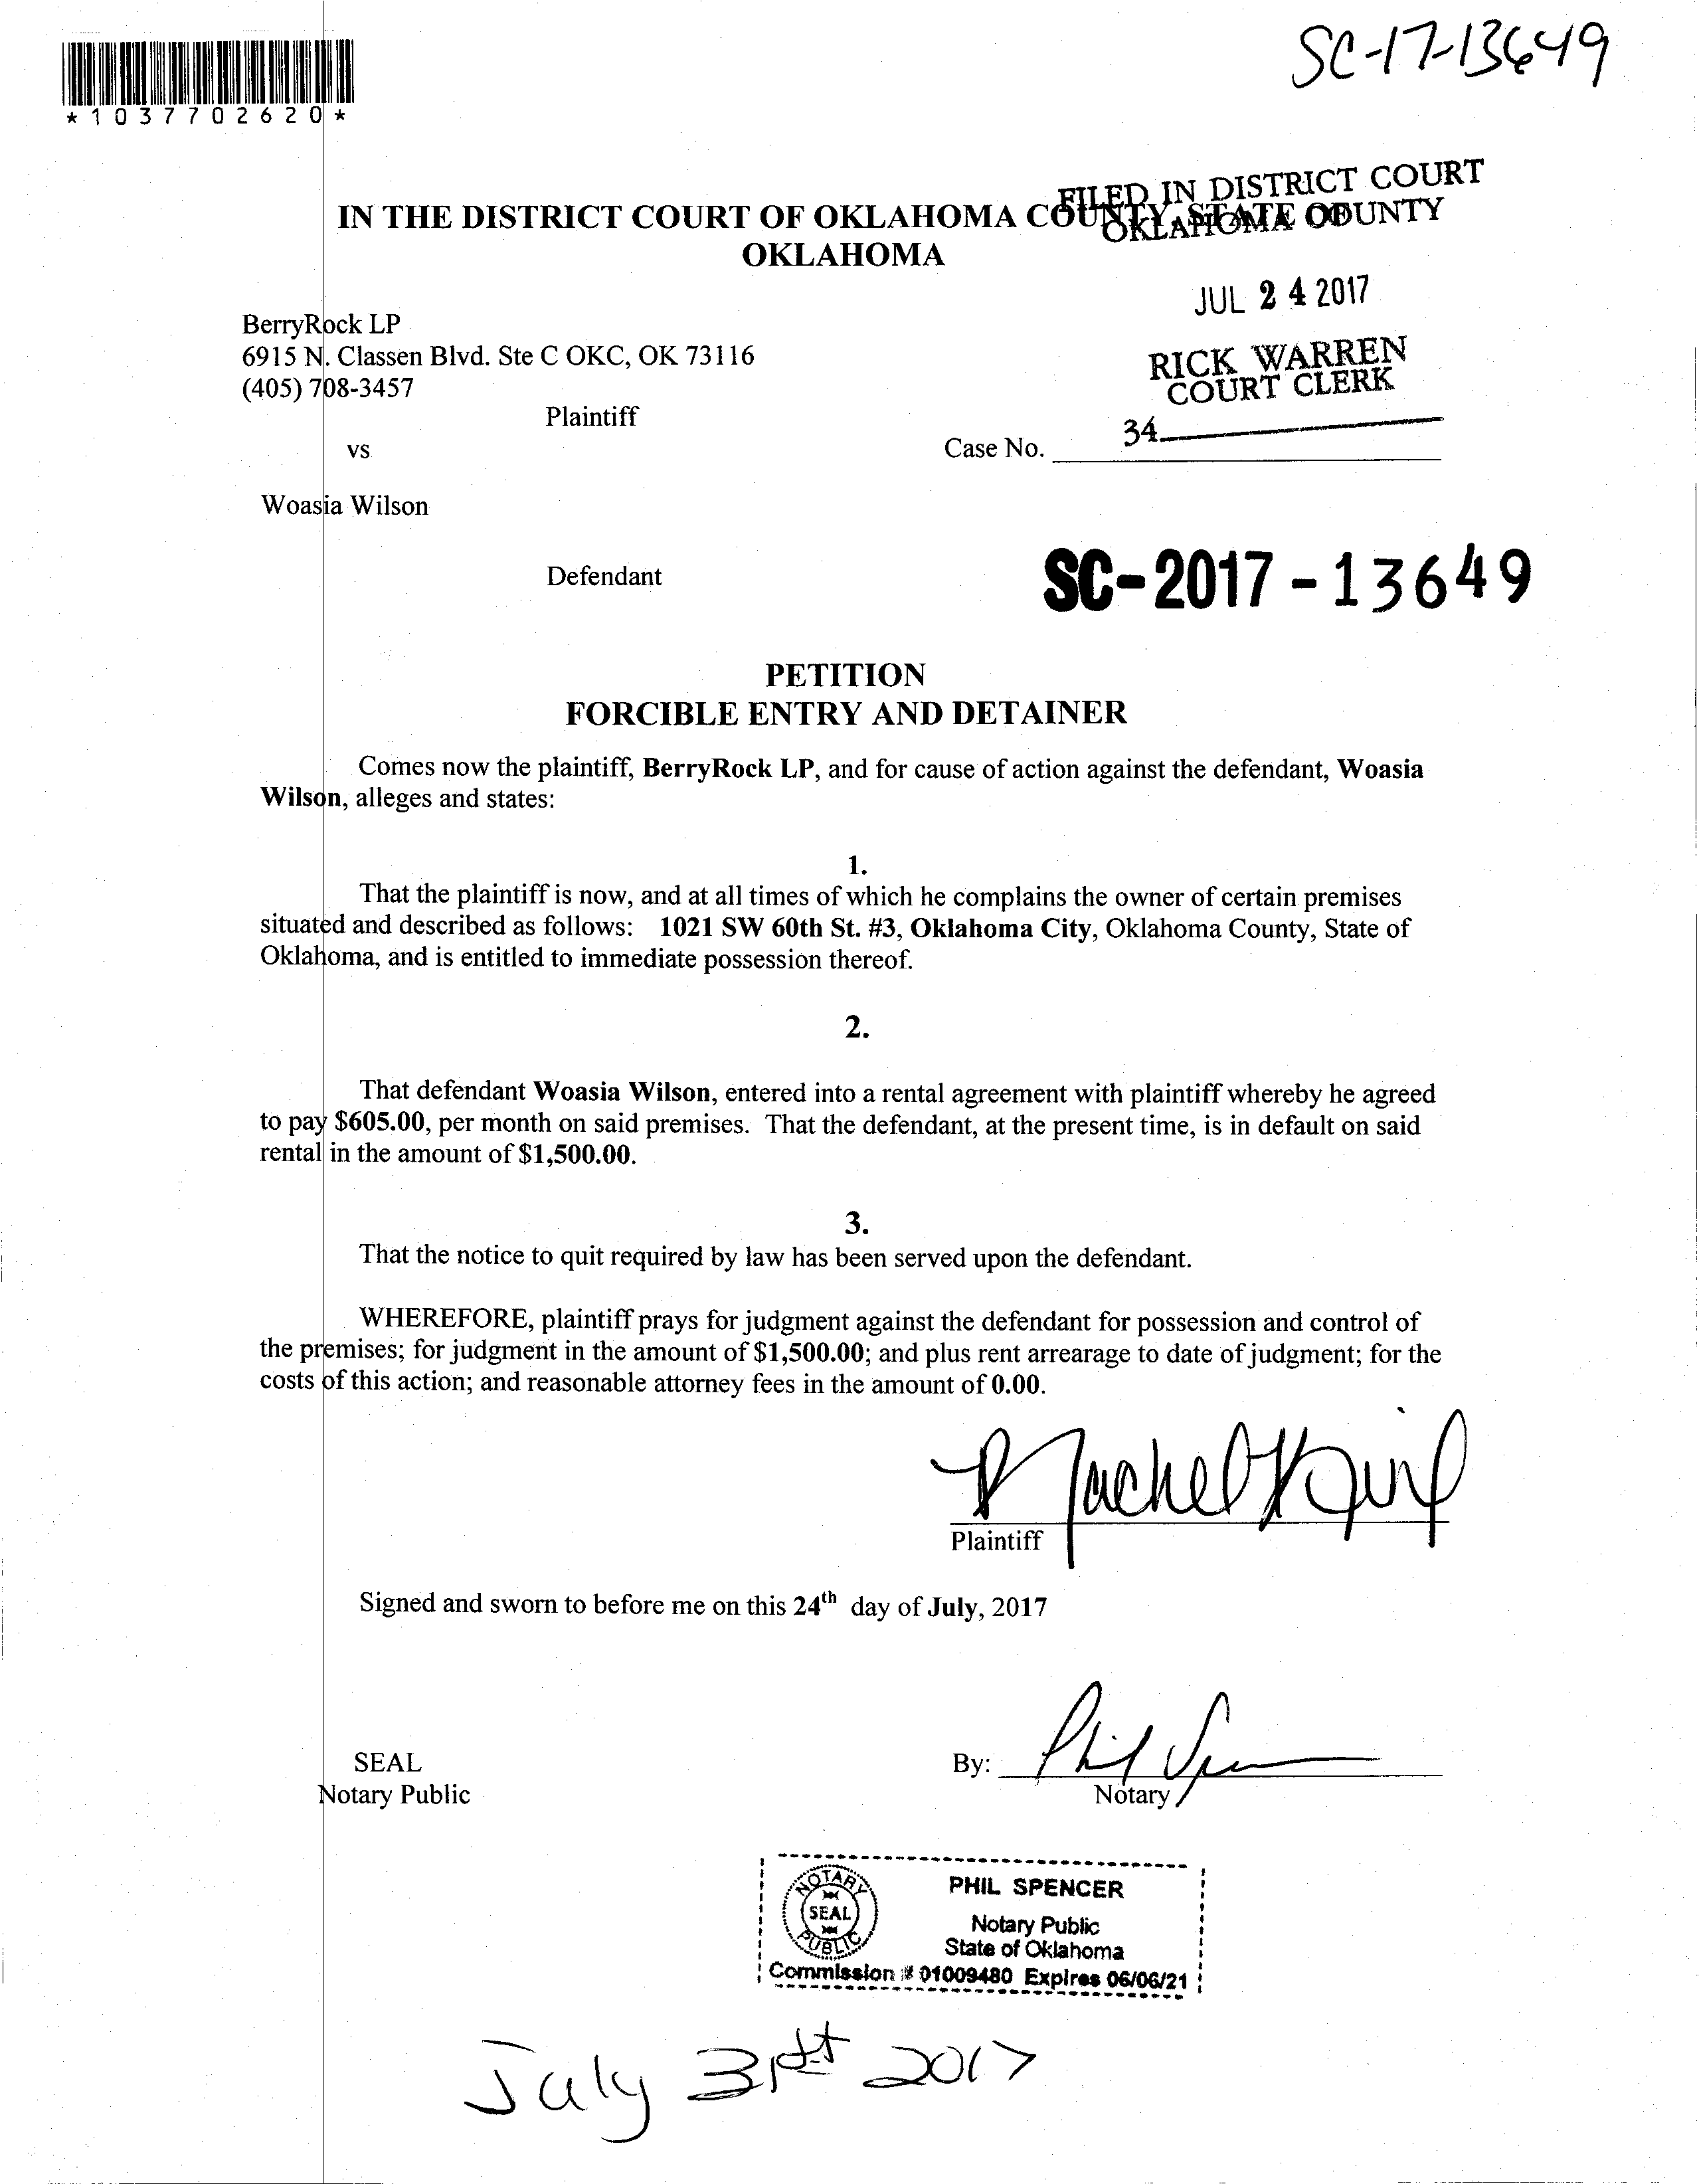 SC-17-13649
*1037702620*
FILED IN DISTRICT COURT
OKLAHOMA COUNTY
IN THE DISTRICT COURT OF OKLAHOMA COUNTY, STATE OF
OKLAHOMA
JUL 24 2017
BerryRock LP
6915 N. Classen Blvd. Ste C OKC, OK 73116
(405) 708-3457
RICK WARREN
COURT CLERK
Plaintiff
34
vs
Case No.
Woasia Wilson
Defendant
SC-2017-13649
PETITION
FORCIBLE ENTRY AND DETAINER
Comes now the plaintiff, BerryRock LP, and for cause of action against the defendant, Woasia
Wilson, alleges and states:
1.
That the plaintiff is now, and at all times of which he complains the owner of certain premises
situated and described as follows: 1021 SW 60th St. #3, Oklahoma City, Oklahoma County, State of
Oklahoma, and is entitled to immediate possession thereof.
2.
That defendant Woasia Wilson, entered into a rental agreement with plaintiff whereby he agreed
to pay $605.00, per month on said premises. That the defendant, at the present time, is in default on said
rental in the amount of $1,500.00.
3.
That the notice to quit required by law has been served upon the defendant.
WHEREFORE, plaintiff prays for judgment against the defendant for possession and control of
the premises; for judgment in the amount of $1,500.00; and plus rent arrearage to date of judgment; for the
costs of this action; and reasonable attorney fees in the amount of 0.00.
Rachel
Plaintiff
Signed and sworn to before me on this 24th day of July, 2017
SEAL
Notary Public
By: Phil Spencer
Notary
NOTARY
SEAL
PUBLIC
PHIL SPENCER
Notary Public
State of Oklahoma
Commission # 01009480 Expires 06/06/21
July 31st 2017